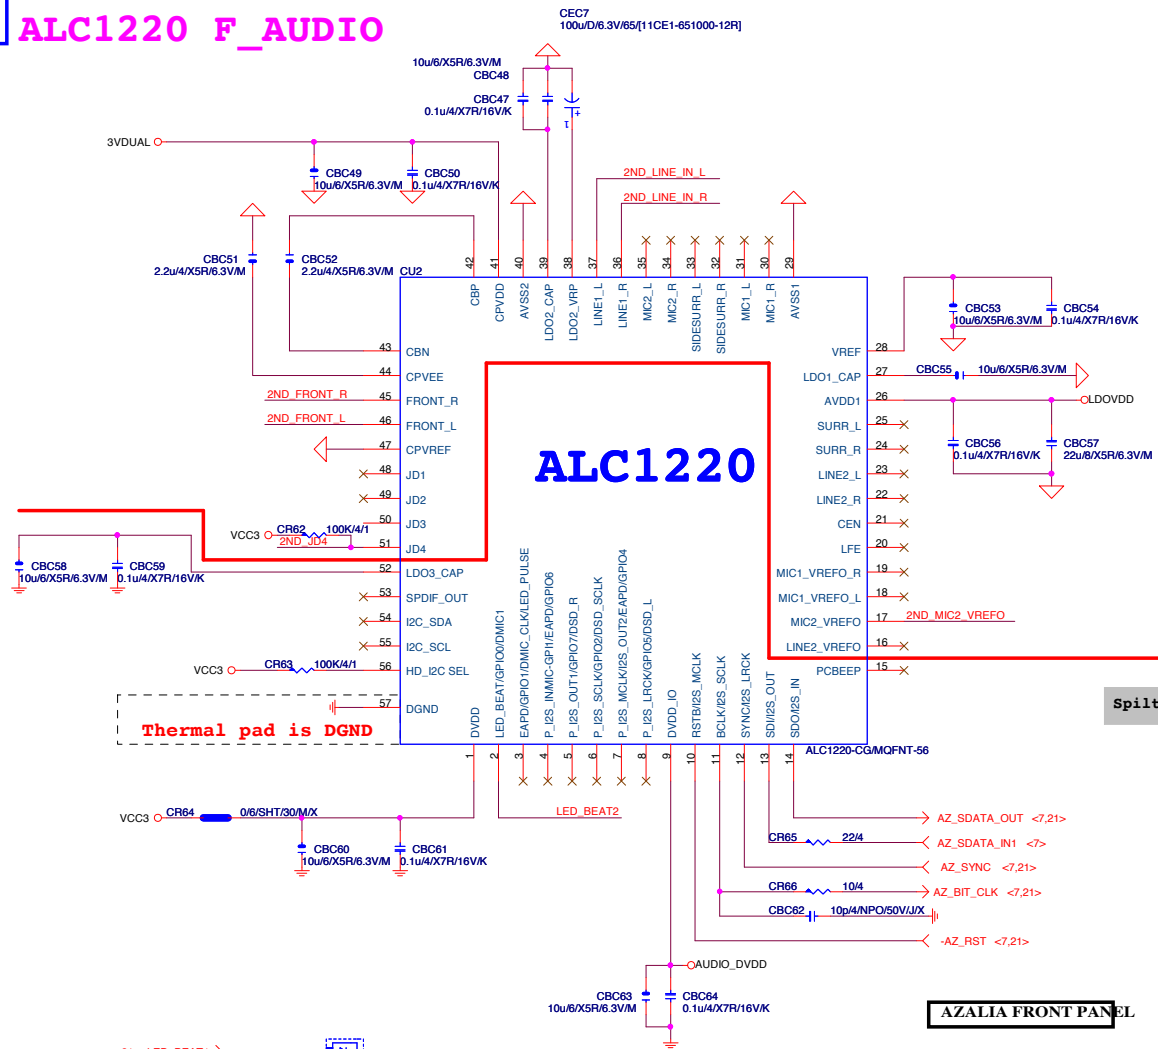 ALC1220 F_AUDIO
CEC7
100u/D/6.3V/65/[11CE1-651000-12R]
10u/6/X5R/6.3V/M
CBC48
CBC47
0.1u/4/X7R/16V/K
+
1
3VDUAL
CBC49
10u/6/X5R/6.3V/M
CBC50
0.1u/4/X7R/16V/K
2ND_LINE_IN_L
2ND_LINE_IN_R
CBC51
2.2u/4/X5R/6.3V/M
CBC52
2.2u/4/X5R/6.3V/M
CU2
42
41
40
39
38
37
36
35
34
33
32
31
30
29
CBP
CPVDD
AVSS2
LDO2_CAP
LDO2_VRP
LINE1_L
LINE1_R
MIC2_L
MIC2_R
SIDESURR_L
SIDESURR_R
MIC1_L
MIC1_R
AVSS1
43 CBN
44 CPVEE
2ND_FRONT_R
45 FRONT_R
2ND_FRONT_L
46 FRONT_L
47 CPVREF
48 JD1
49 JD2
50 JD3
VCC3
CR62
100K/4/1
2ND_JD4
51 JD4
52 LDO3_CAP
53 SPDIF_OUT
54 I2C_SDA
55 I2C_SCL
VCC3
CR63
100K/4/1
56 HD_I2C SEL
57 DGND
CBC58
10u/6/X5R/6.3V/M
CBC59
0.1u/4/X7R/16V/K
Thermal pad is DGND
ALC1220
VREF 28
LDO1_CAP 27
AVDD1 26
SURR_L 25
SURR_R 24
LINE2_L 23
LINE2_R 22
CEN 21
LFE 20
MIC1_VREFO_R 19
MIC1_VREFO_L 18
MIC2_VREFO 17
2ND_MIC2_VREFO
LINE2_VREFO 16
PCBEEP 15
CBC53
10u/6/X5R/6.3V/M
CBC54
0.1u/4/X7R/16V/K
CBC55
10u/6/X5R/6.3V/M
LDOVDD
CBC56
0.1u/4/X7R/16V/K
CBC57
22u/8/X5R/6.3V/M
Spilt
DVDD
LED_BEAT/GPIO0/DMIC1
EAPD/GPIO1/DMIC_CLK/LED_PULSE
P_I2S_INMIC-GPI1/EAPD/GPIO6
P_I2S_OUT1/GPIO7/DSD_R
P_I2S_SCLK/GPIO2/DSD_SCLK
P_I2S_MCLK/I2S_OUT2/EAPD/GPIO4
P_I2S_LRCK/GPIO5/DSD_L
DVDD_IO
RSTB/I2S_MCLK
BCLK/I2S_SCLK
SYNC/I2S_LRCK
SDI/I2S_OUT
SDO/I2S_IN
1
2
3
4
5
6
7
8
9
10
11
12
13
14
ALC1220-CG/MQFNT-56
VCC3
CR64
0/6/SHT/30/M/X
CBC60
10u/6/X5R/6.3V/M
CBC61
0.1u/4/X7R/16V/K
LED_BEAT2
AZ_SDATA_OUT <7,21>
CR65
22/4
AZ_SDATA_IN1 <7>
AZ_SYNC <7,21>
CR66
10/4
AZ_BIT_CLK <7,21>
CBC62
10p/4/NPO/50V/J/X
-AZ_RST <7,21>
AUDIO_DVDD
CBC63
10u/6/X5R/6.3V/M
CBC64
0.1u/4/X7R/16V/K
AZALIA FRONT PANEL